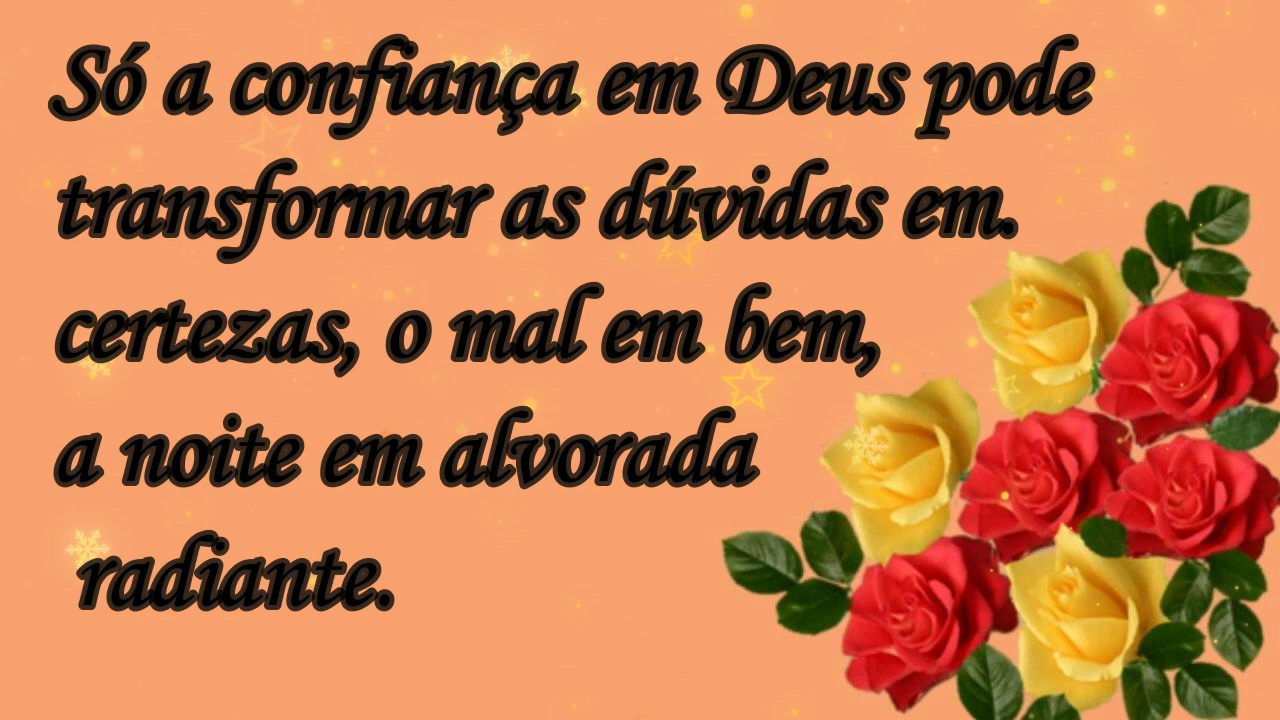 Só a confiança em Deus pode
transformar as dúvidas em.
certezas, o mal em bem,
a noite em alvorada
radiante.